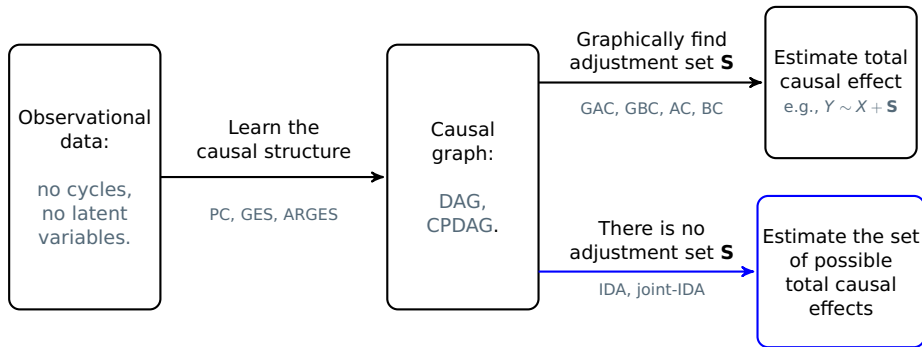 Observational
data:
no cycles,
no latent
variables.
Learn the
causal structure
PC, GES, ARGES
Causal
graph:
DAG,
CPDAG.
Graphically find
adjustment set S
GAC, GBC, AC, BC
Estimate total
causal effect
e.g., Y ∼ X + S
There is no
adjustment set S
IDA, joint-IDA
Estimate the set
of possible
total causal
effects